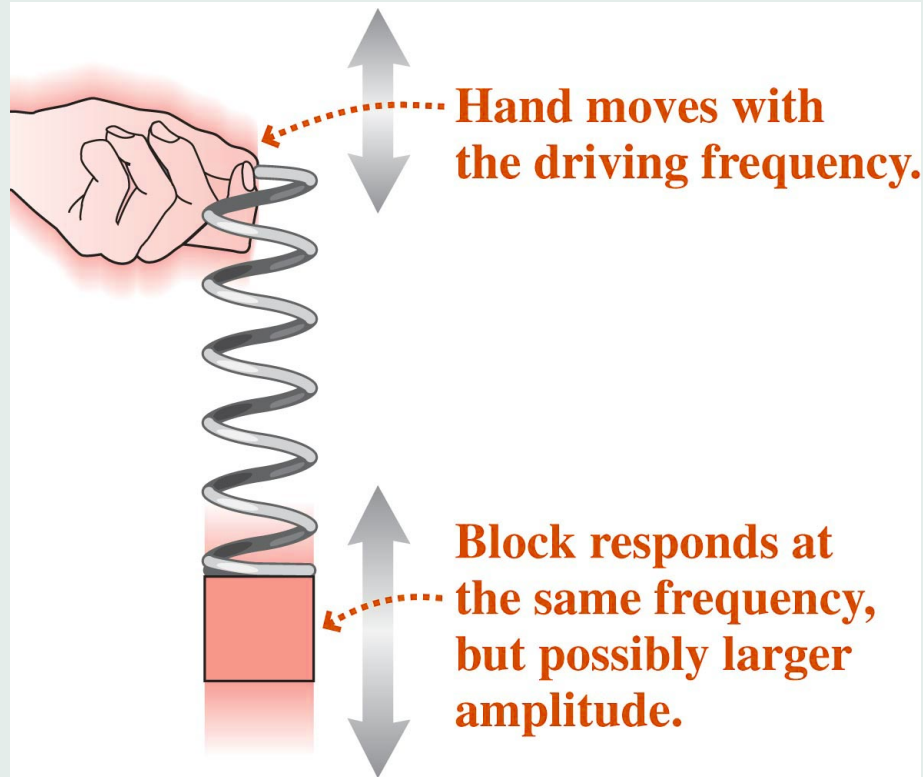 Hand moves with
the driving frequency.
Block responds at
the same frequency,
but possibly larger
amplitude.